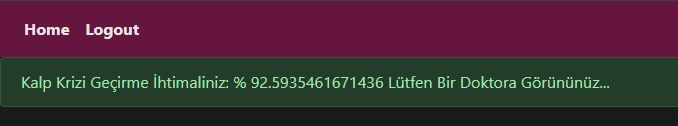 Home Logout
Kalp Krizi Geçirme İhtimaliniz: % 92.5935461671436 Lütfen Bir Doktora Görününüz...